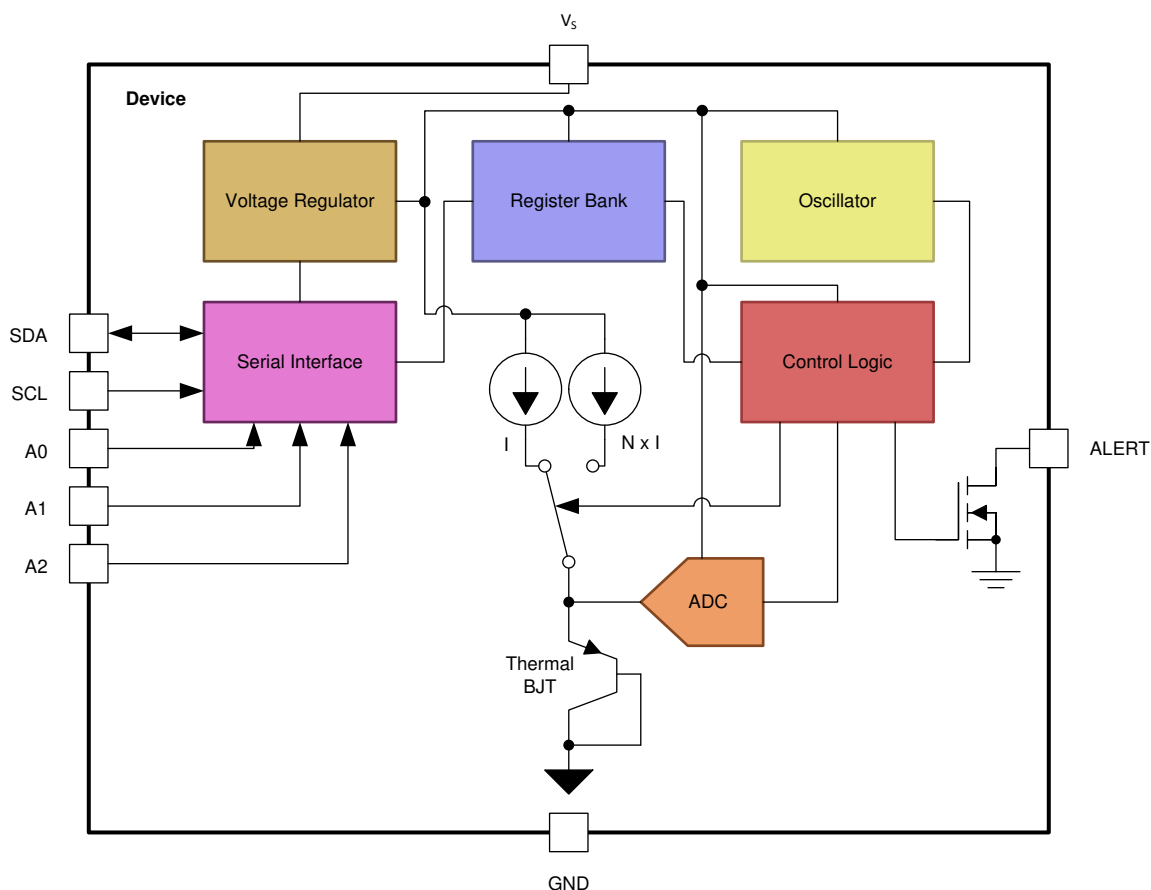 VS
Device
Voltage Regulator
Register Bank
Oscillator
SDA
Serial Interface
Control Logic
SCL
A0
I
N x I
ALERT
A1
A2
ADC
Thermal
BJT
GND